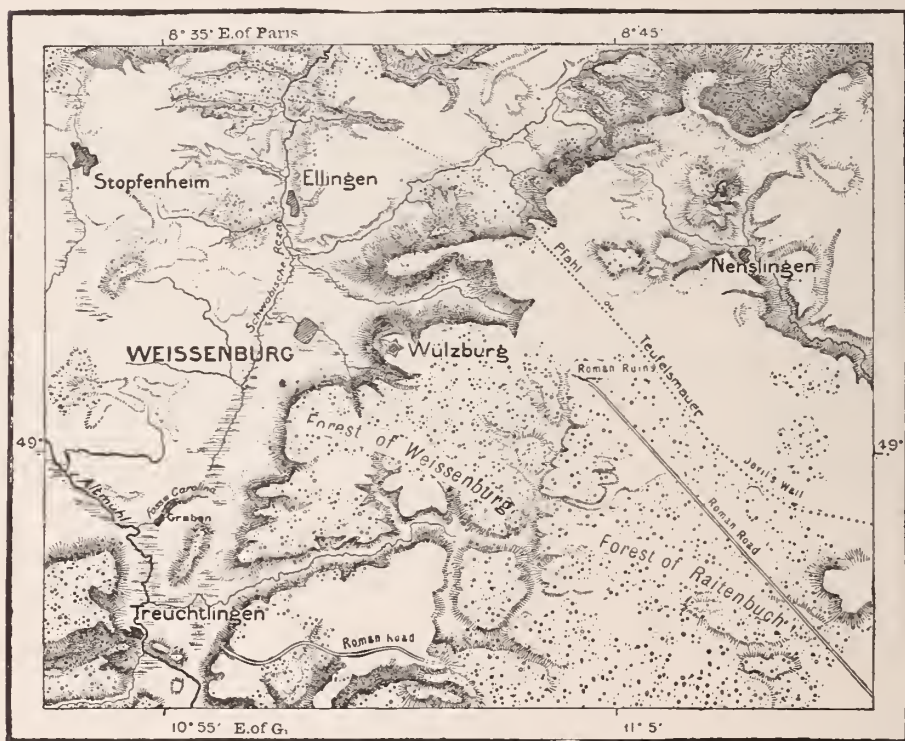 8° 35' E.of Paris
8° 45'
Stopfenheim
Ellingen
Schwabische Rezat
Pfahl ou Teufelsmauer
Nenslingen
WEISSENBURG
Wülzburg
Roman Ruins
Forest of Weissenburg
49°
49°
Devil's Wall
Altmühl
Fossa Carolina
Graben
Roman Road
Forest of Raitenbuch
Treuchtlingen
Roman Road
10° 55' E.of G.
11° 5'